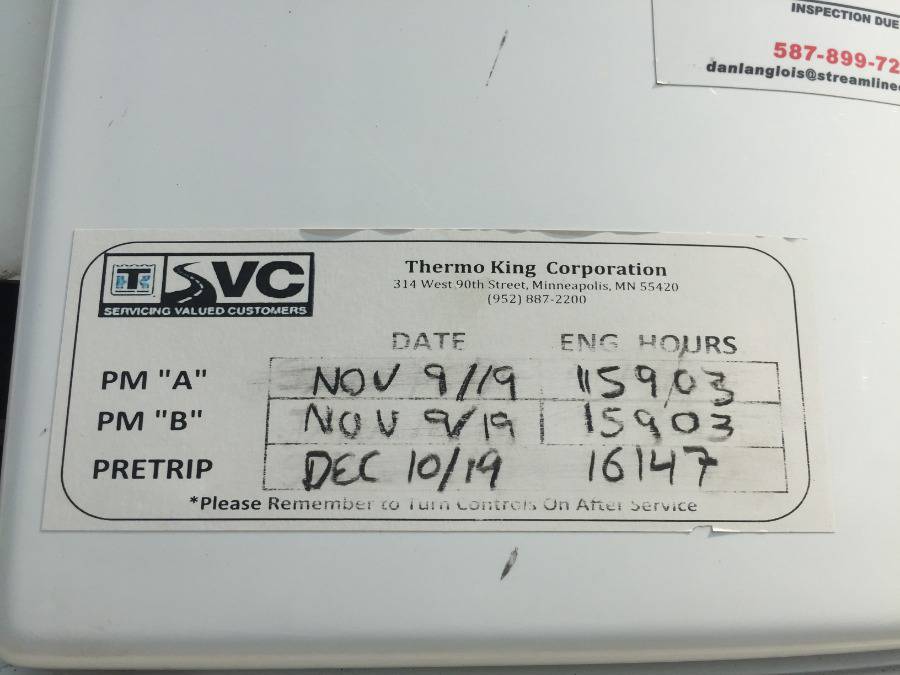 INSPECTION DUE
587-899-72
danlanglois@streamline
TK SVC
SERVICING VALUED CUSTOMERS
Thermo King Corporation
314 West 90th Street, Minneapolis, MN 55420
(952) 887-2200
DATE ENG HOURS
PM "A" NOV 9/19 15903
PM "B" NOV 9/19 15903
PRETRIP DEC 10/19 16147
*Please Remember to Turn Controls On After Service